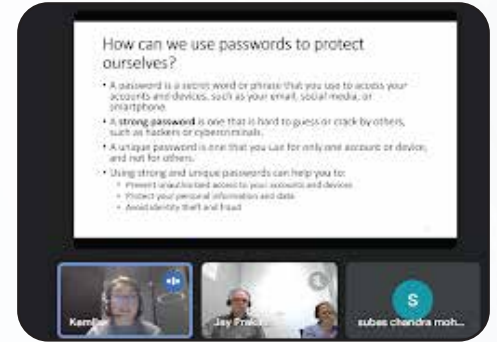 How can we use passwords to protect
ourselves?
• A password is a secret word or phrase that you use to access your
accounts and devices, such as your email, social media, or
smartphone.
• A strong password is one that is hard to guess or crack by others,
such as hackers or cybercriminals.
• A unique password is one that you use for only one account or device,
and not for others.
• Using strong and unique passwords can help you to:
• Prevent unauthorized access to your accounts and devices
• Protect your personal information and data
• Avoid identity theft and fraud
Jay
S
subas chandra moh...